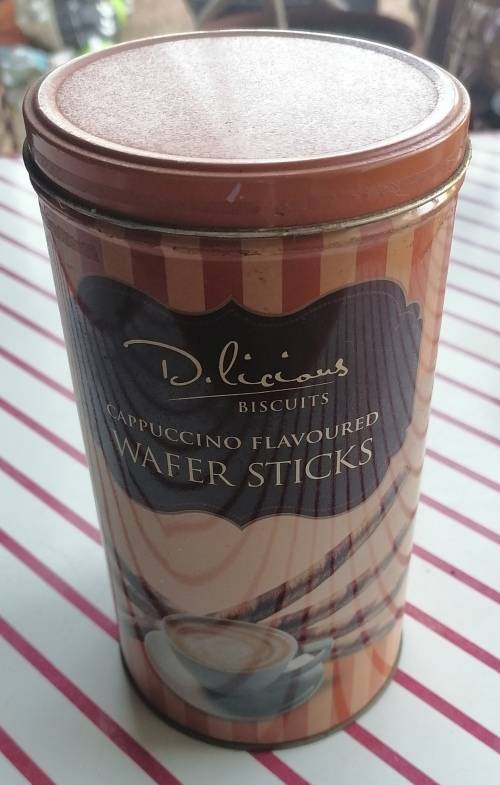 D.licious
BISCUITS
CAPPUCCINO FLAVOURED
WAFER STICKS